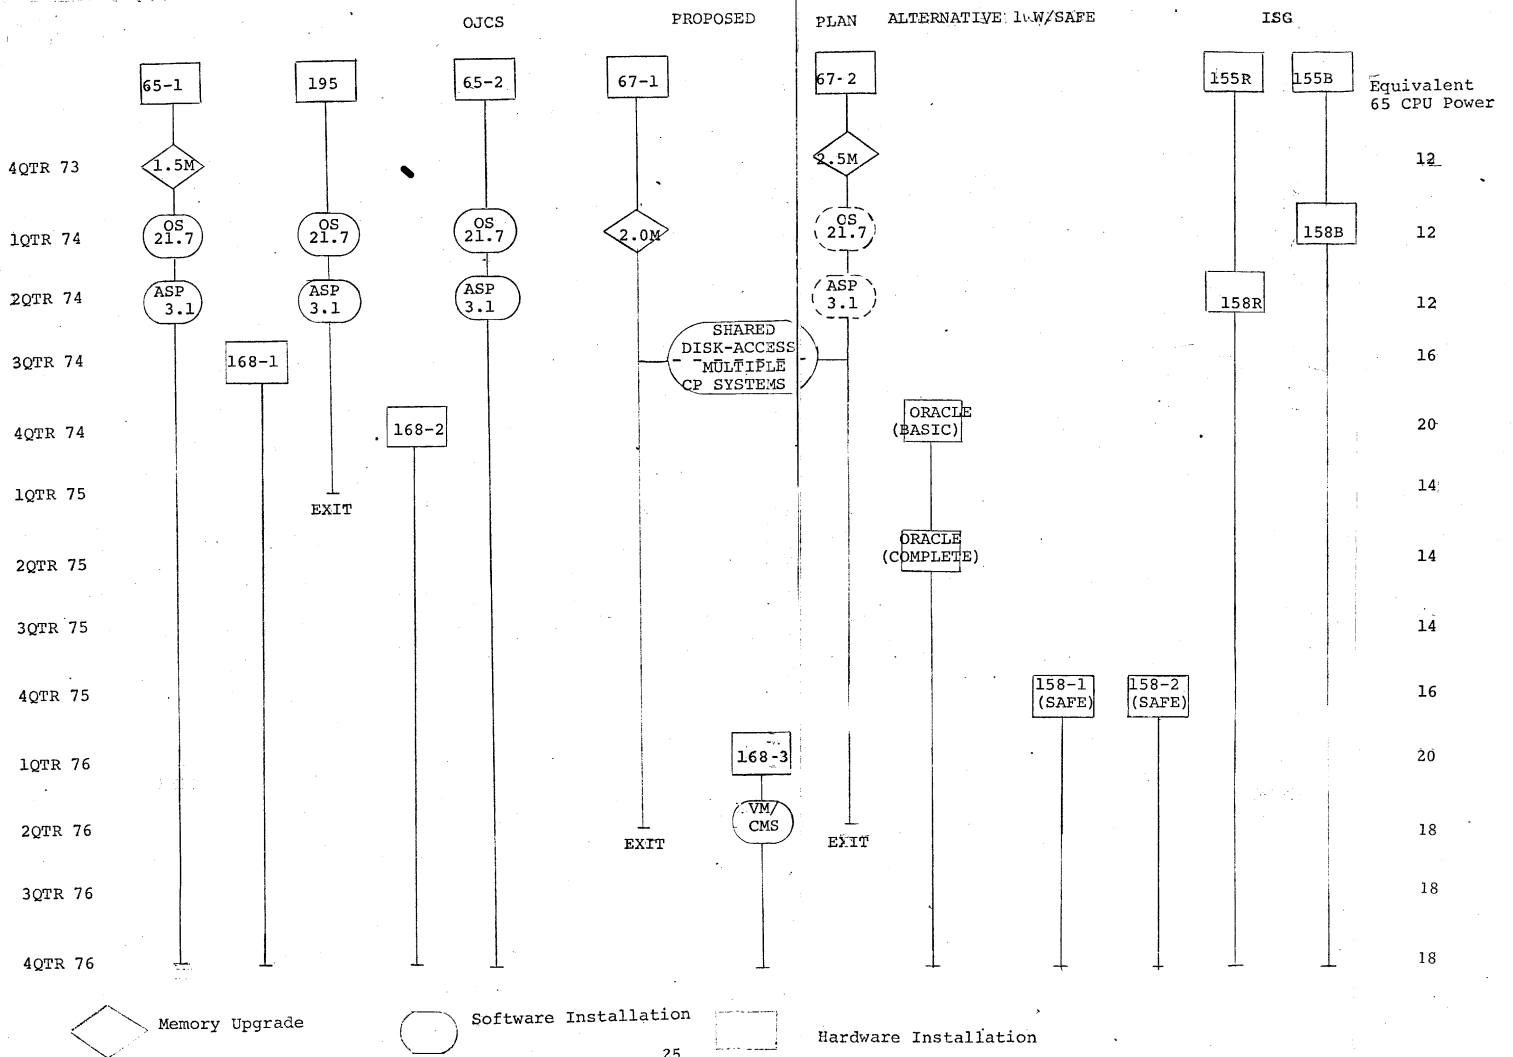 OJCS PROPOSED PLAN ALTERNATIVE 1 W/SAFE ISG
65-1 195 65-2 67-1 67-2 155R 155B
Equivalent
65 CPU Power
4QTR 73 1.5M 2.5M 12
1QTR 74 OS 21.7 OS 21.7 OS 21.7 2.0M OS 21.7 158B 12
2QTR 74 ASP 3.1 ASP 3.1 ASP 3.1 ASP 3.1 158R 12
SHARED
DISK-ACCESS
MULTIPLE
CP SYSTEMS
3QTR 74 168-1 16
4QTR 74 168-2 ORACLE (BASIC) 20
1QTR 75 EXIT 14
2QTR 75 ORACLE (COMPLETE) 14
3QTR 75 14
4QTR 75 158-1 (SAFE) 158-2 (SAFE) 16
1QTR 76 168-3 20
2QTR 76 EXIT VM/ CMS EXIT 18
3QTR 76 18
4QTR 76 18
Memory Upgrade Software Installation Hardware Installation
25